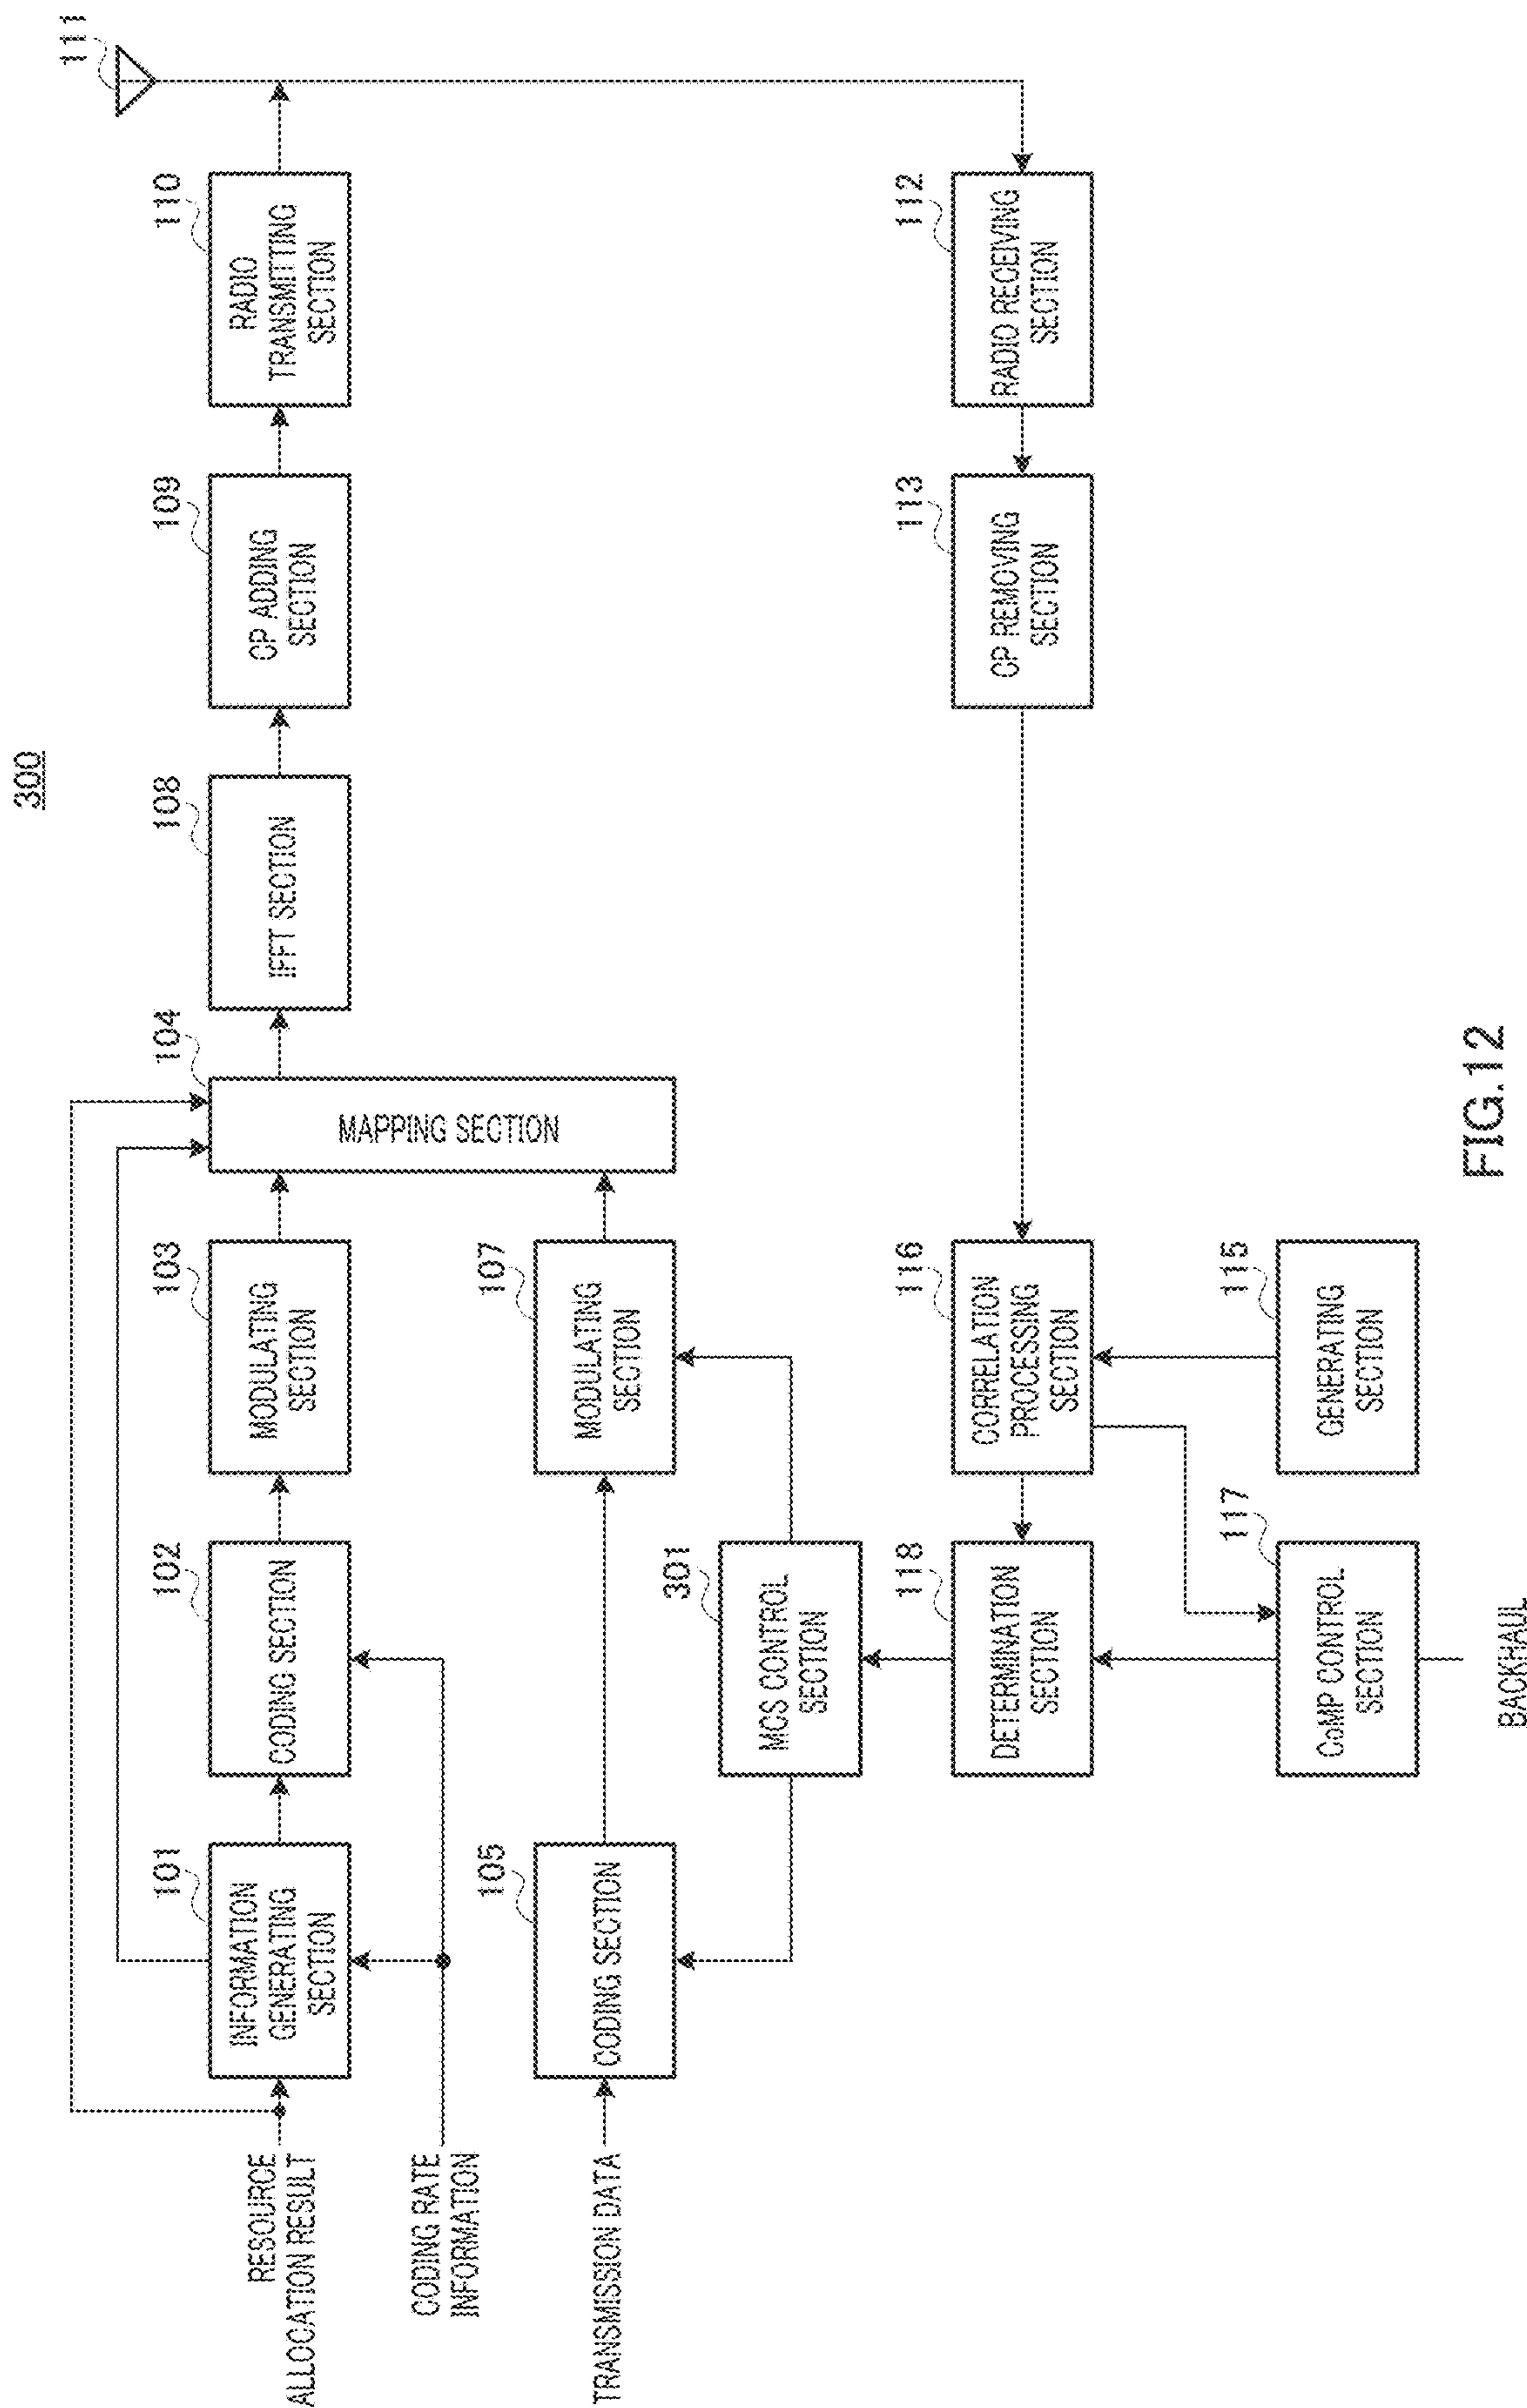 300
111
101
INFORMATION
GENERATING
SECTION
102
CODING SECTION
103
MODULATING
SECTION
104
MAPPING SECTION
108
IFFT SECTION
109
CP ADDING
SECTION
110
RADIO
TRANSMITTING
SECTION
RESOURCE
ALLOCATION RESULT
CODING RATE
INFORMATION
TRANSMISSION DATA
105
CODING SECTION
107
MODULATING
SECTION
301
MCS CONTROL
SECTION
118
DETERMINATION
SECTION
116
CORRELATION
PROCESSING
SECTION
113
CP REMOVING
SECTION
112
RADIO RECEIVING
SECTION
117
CoMP CONTROL
SECTION
115
GENERATING
SECTION
BACKHAUL
FIG.12